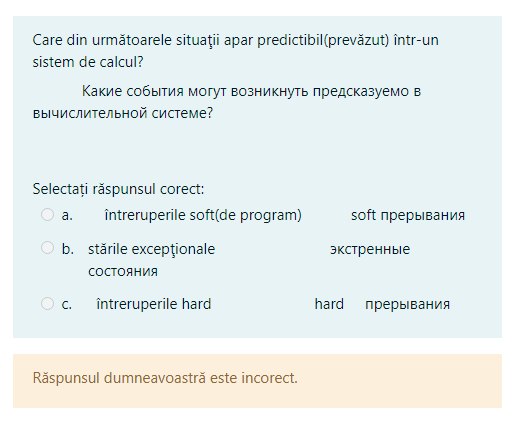 Care din următoarele situaţii apar predictibil(prevăzut) într-un
sistem de calcul?
Какие события могут возникнуть предсказуемо в
вычислительной системе?
Selectați răspunsul corect:
a. întreruperile soft(de program) soft прерывания
b. stările excepţionale экстренные
состояния
c. întreruperile hard hard прерывания
Răspunsul dumneavoastră este incorect.